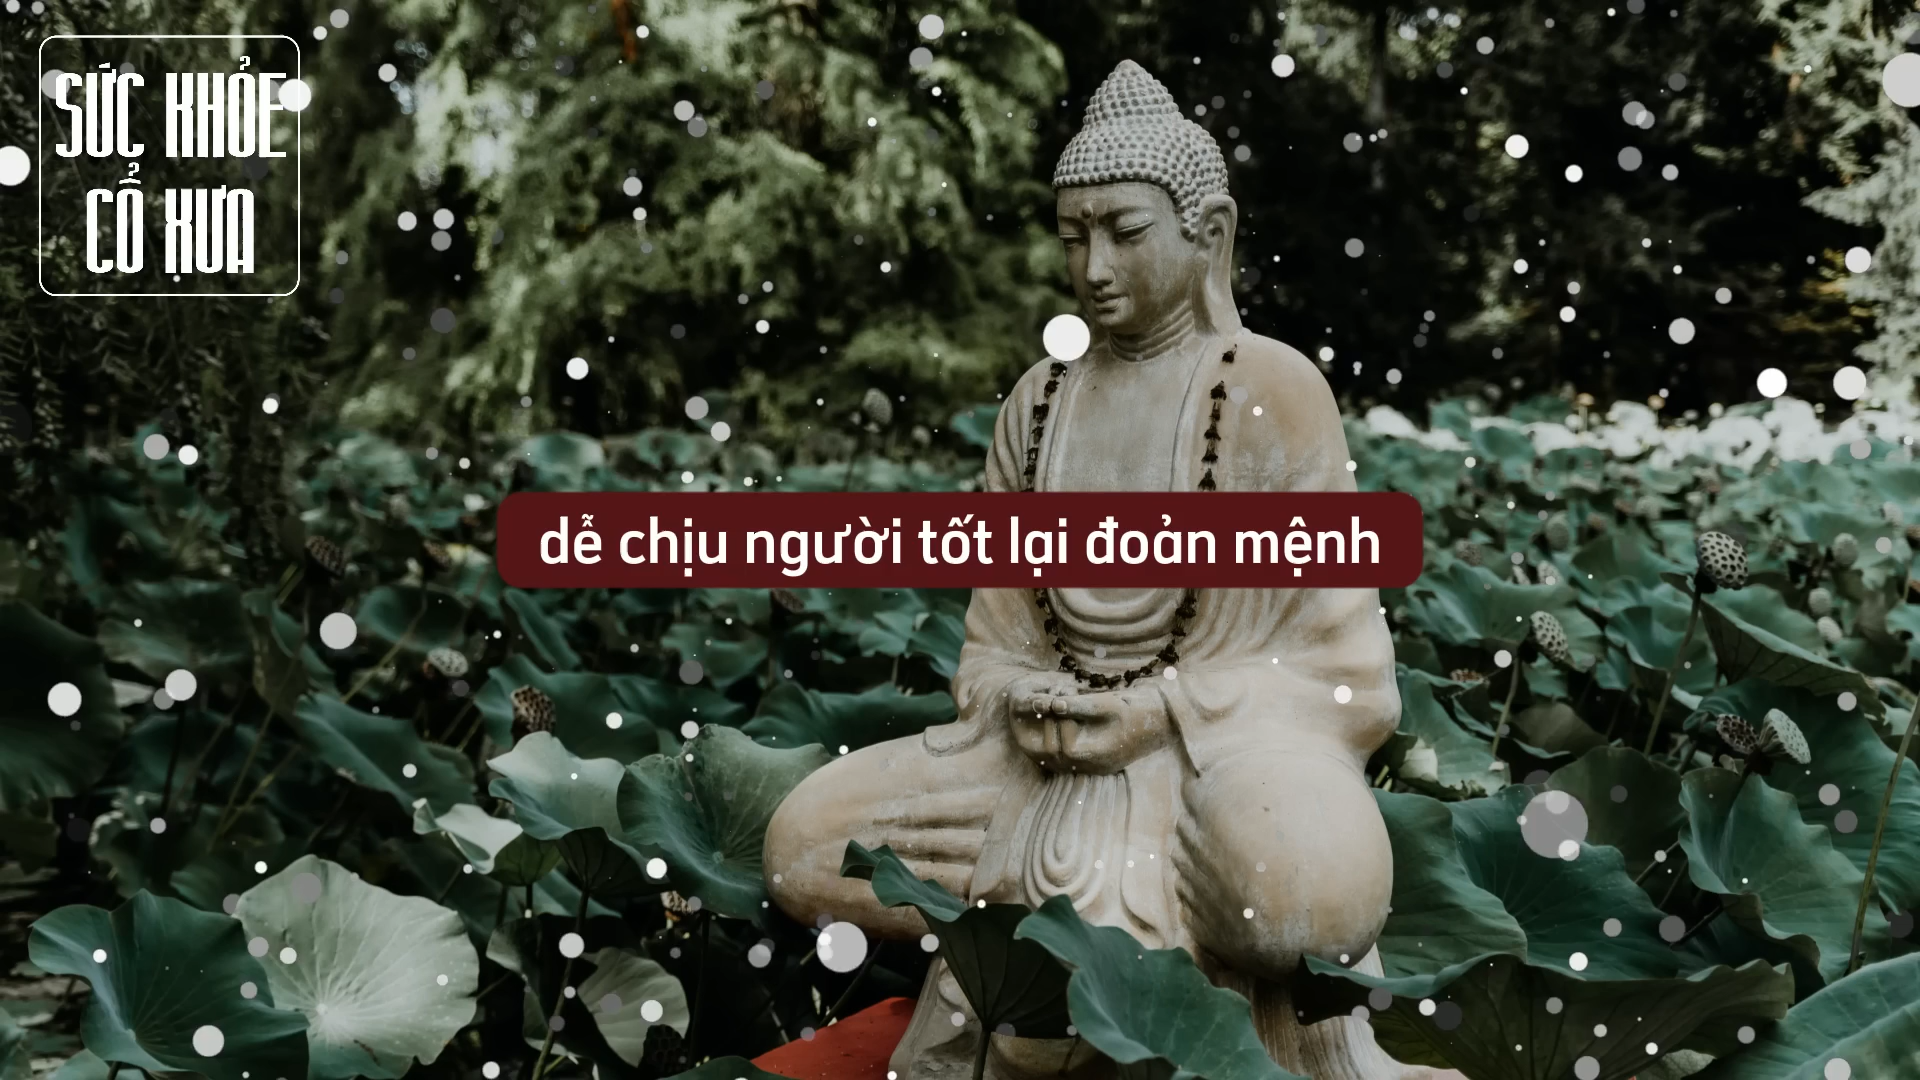 SỨC KHỎE
CỔ XƯA
dễ chịu người tốt lại đoản mệnh